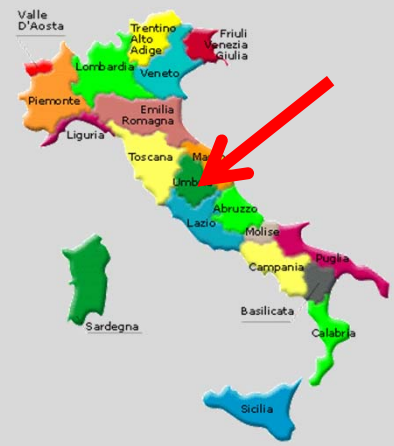 Valle
D'Aosta
Trentino
Alto
Adige
Friuli
Venezia
Giulia
Lombardia
Veneto
Piemonte
Emilia
Romagna
Liguria
Toscana
Abruzzo
Lazio
Molise
Puglia
Campania
Basilicata
Sardegna
Calabria
Sicilia